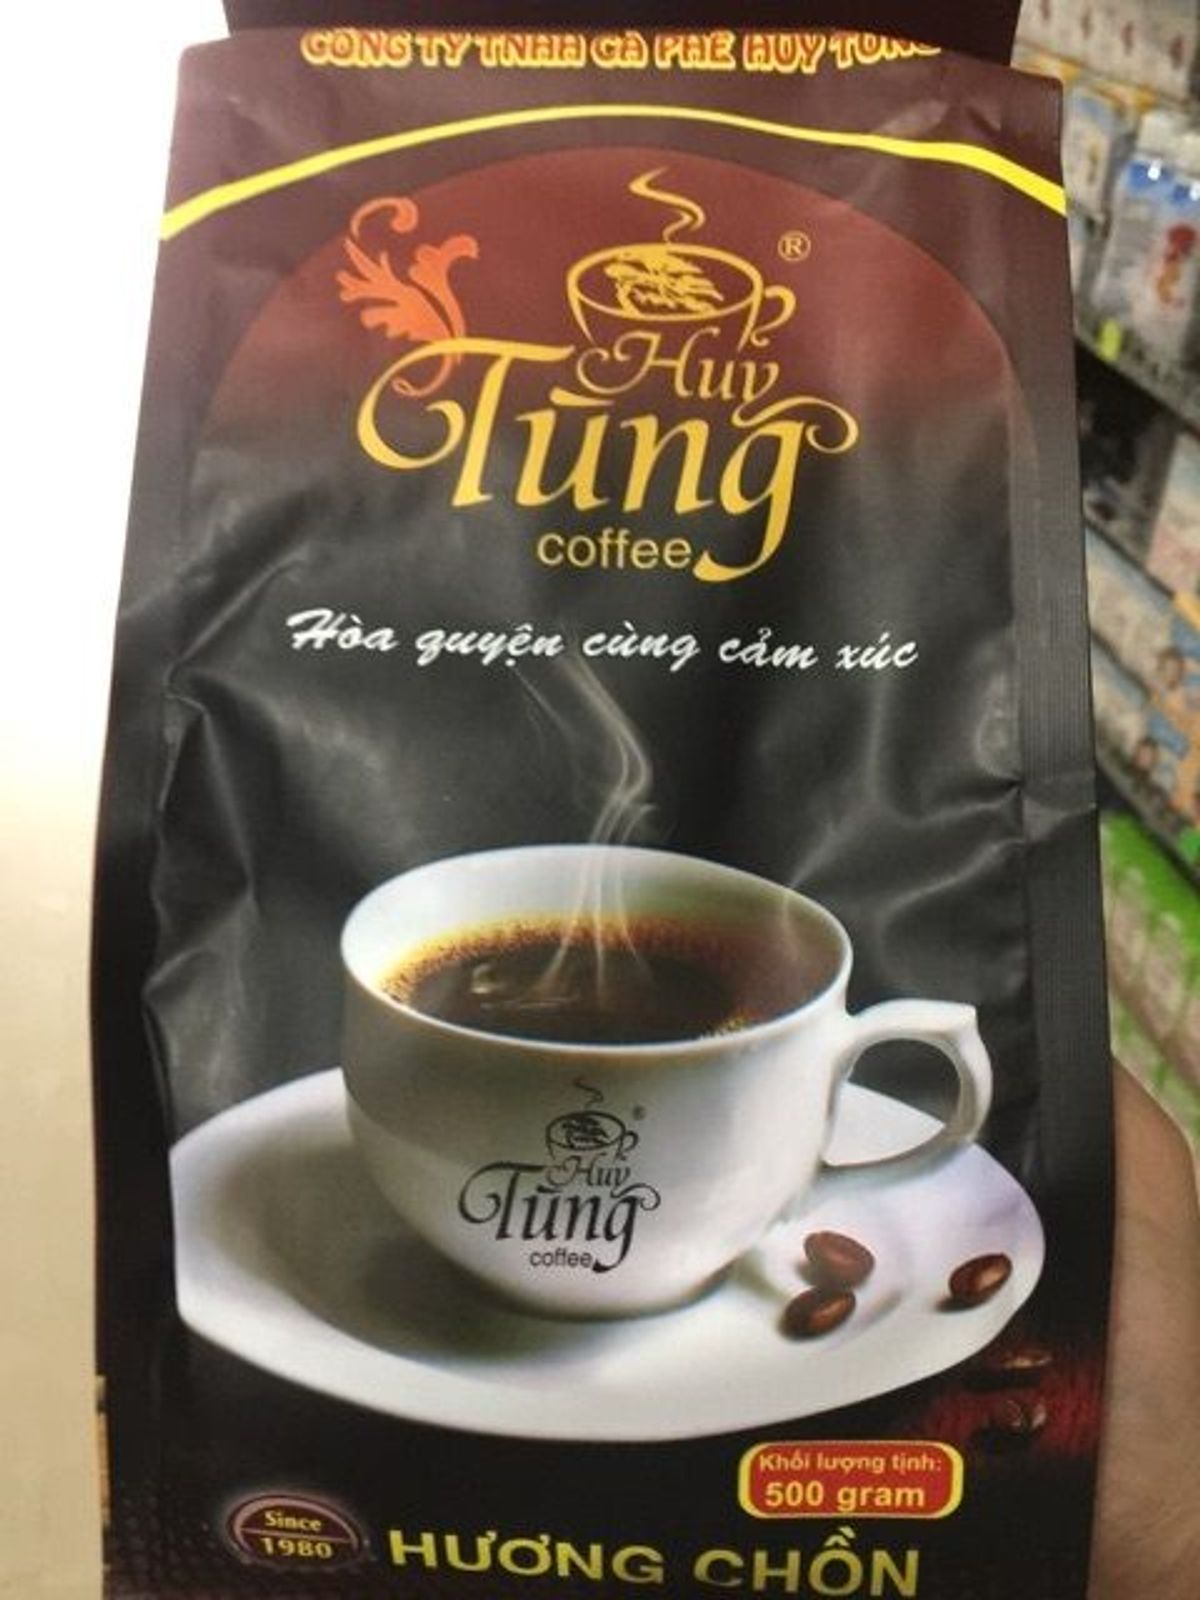 CÔNG TY TNHH CÀ PHÊ HUY TÙNG
®
Huy
Tùng
coffee
Hòa quyện cùng cảm xúc
®
Huy
Tùng
coffee
Khối lượng tịnh:
500 gram
Since
1980
HƯƠNG CHỒN